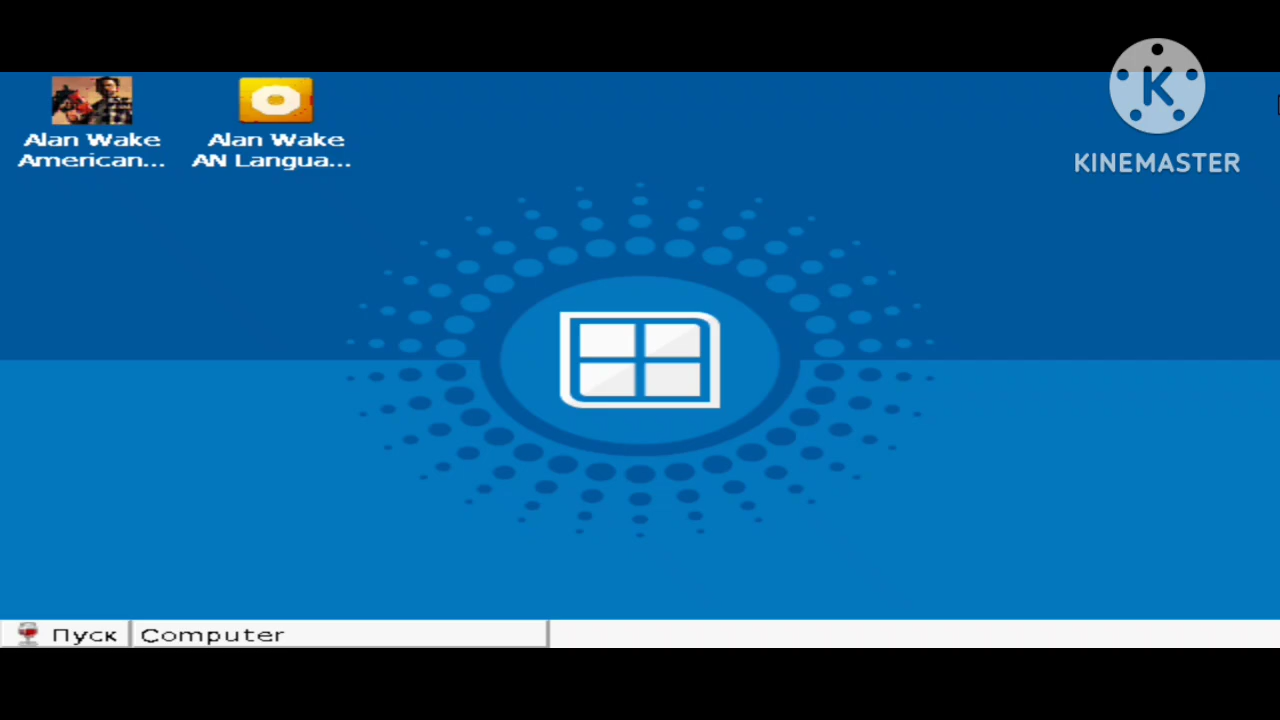 Alan Wake
American...
Alan Wake
AN Langua...
K
KINEMASTER
Пуск
Computer